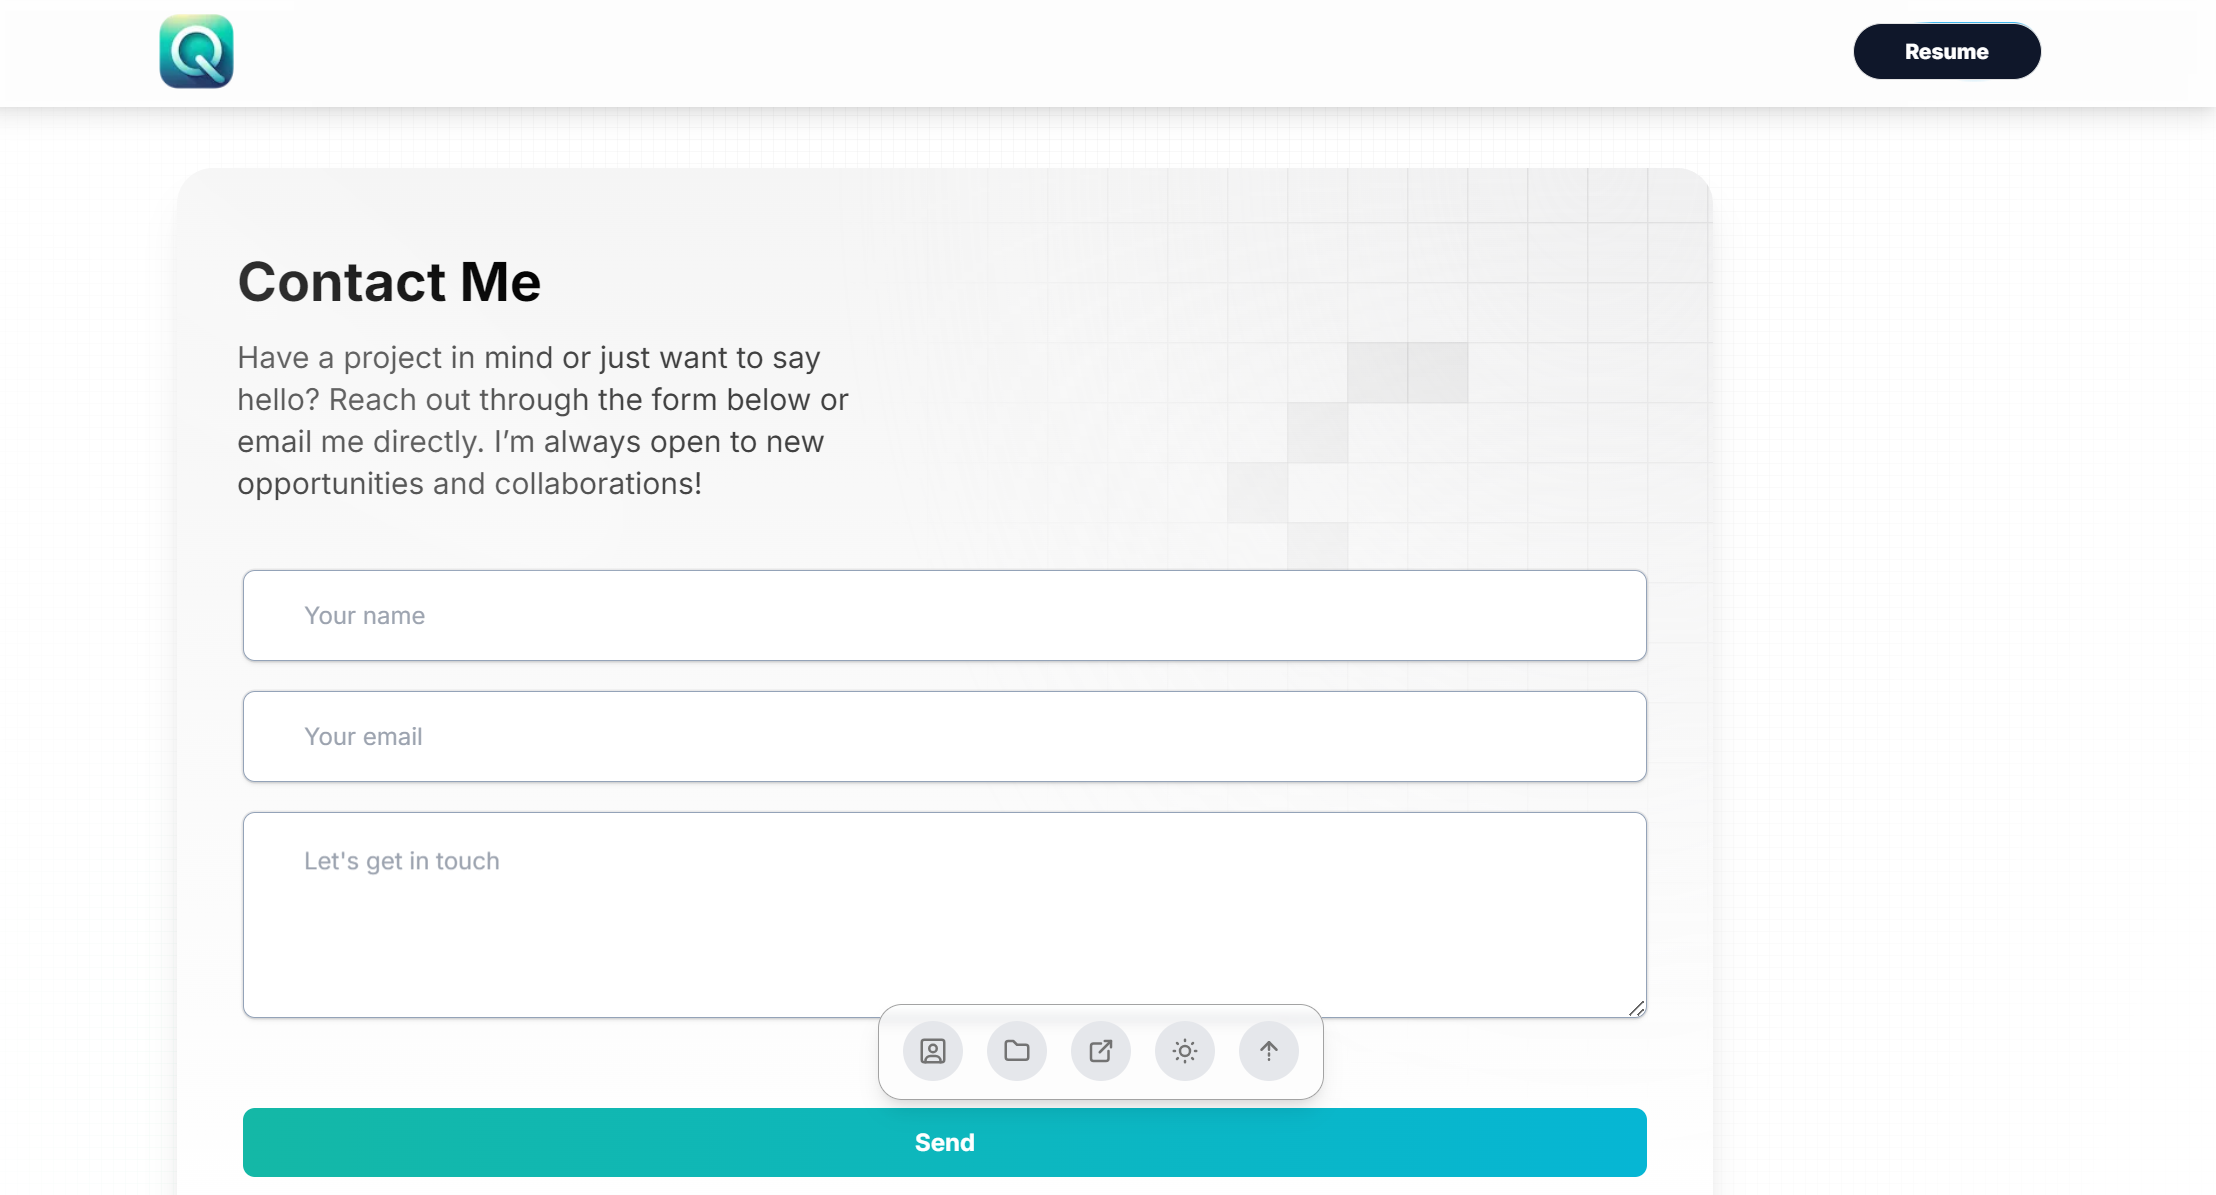 Resume
Contact Me
Have a project in mind or just want to say
hello? Reach out through the form below or
email me directly. I’m always open to new
opportunities and collaborations!
Your name
Your email
Let's get in touch
Send